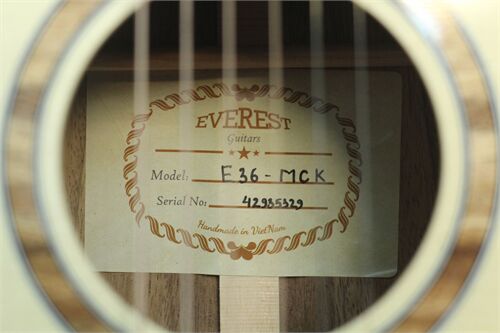 EVEREST
Guitars
Model: E36-MCK
Serial No: 42985329
Handmade in VietNam